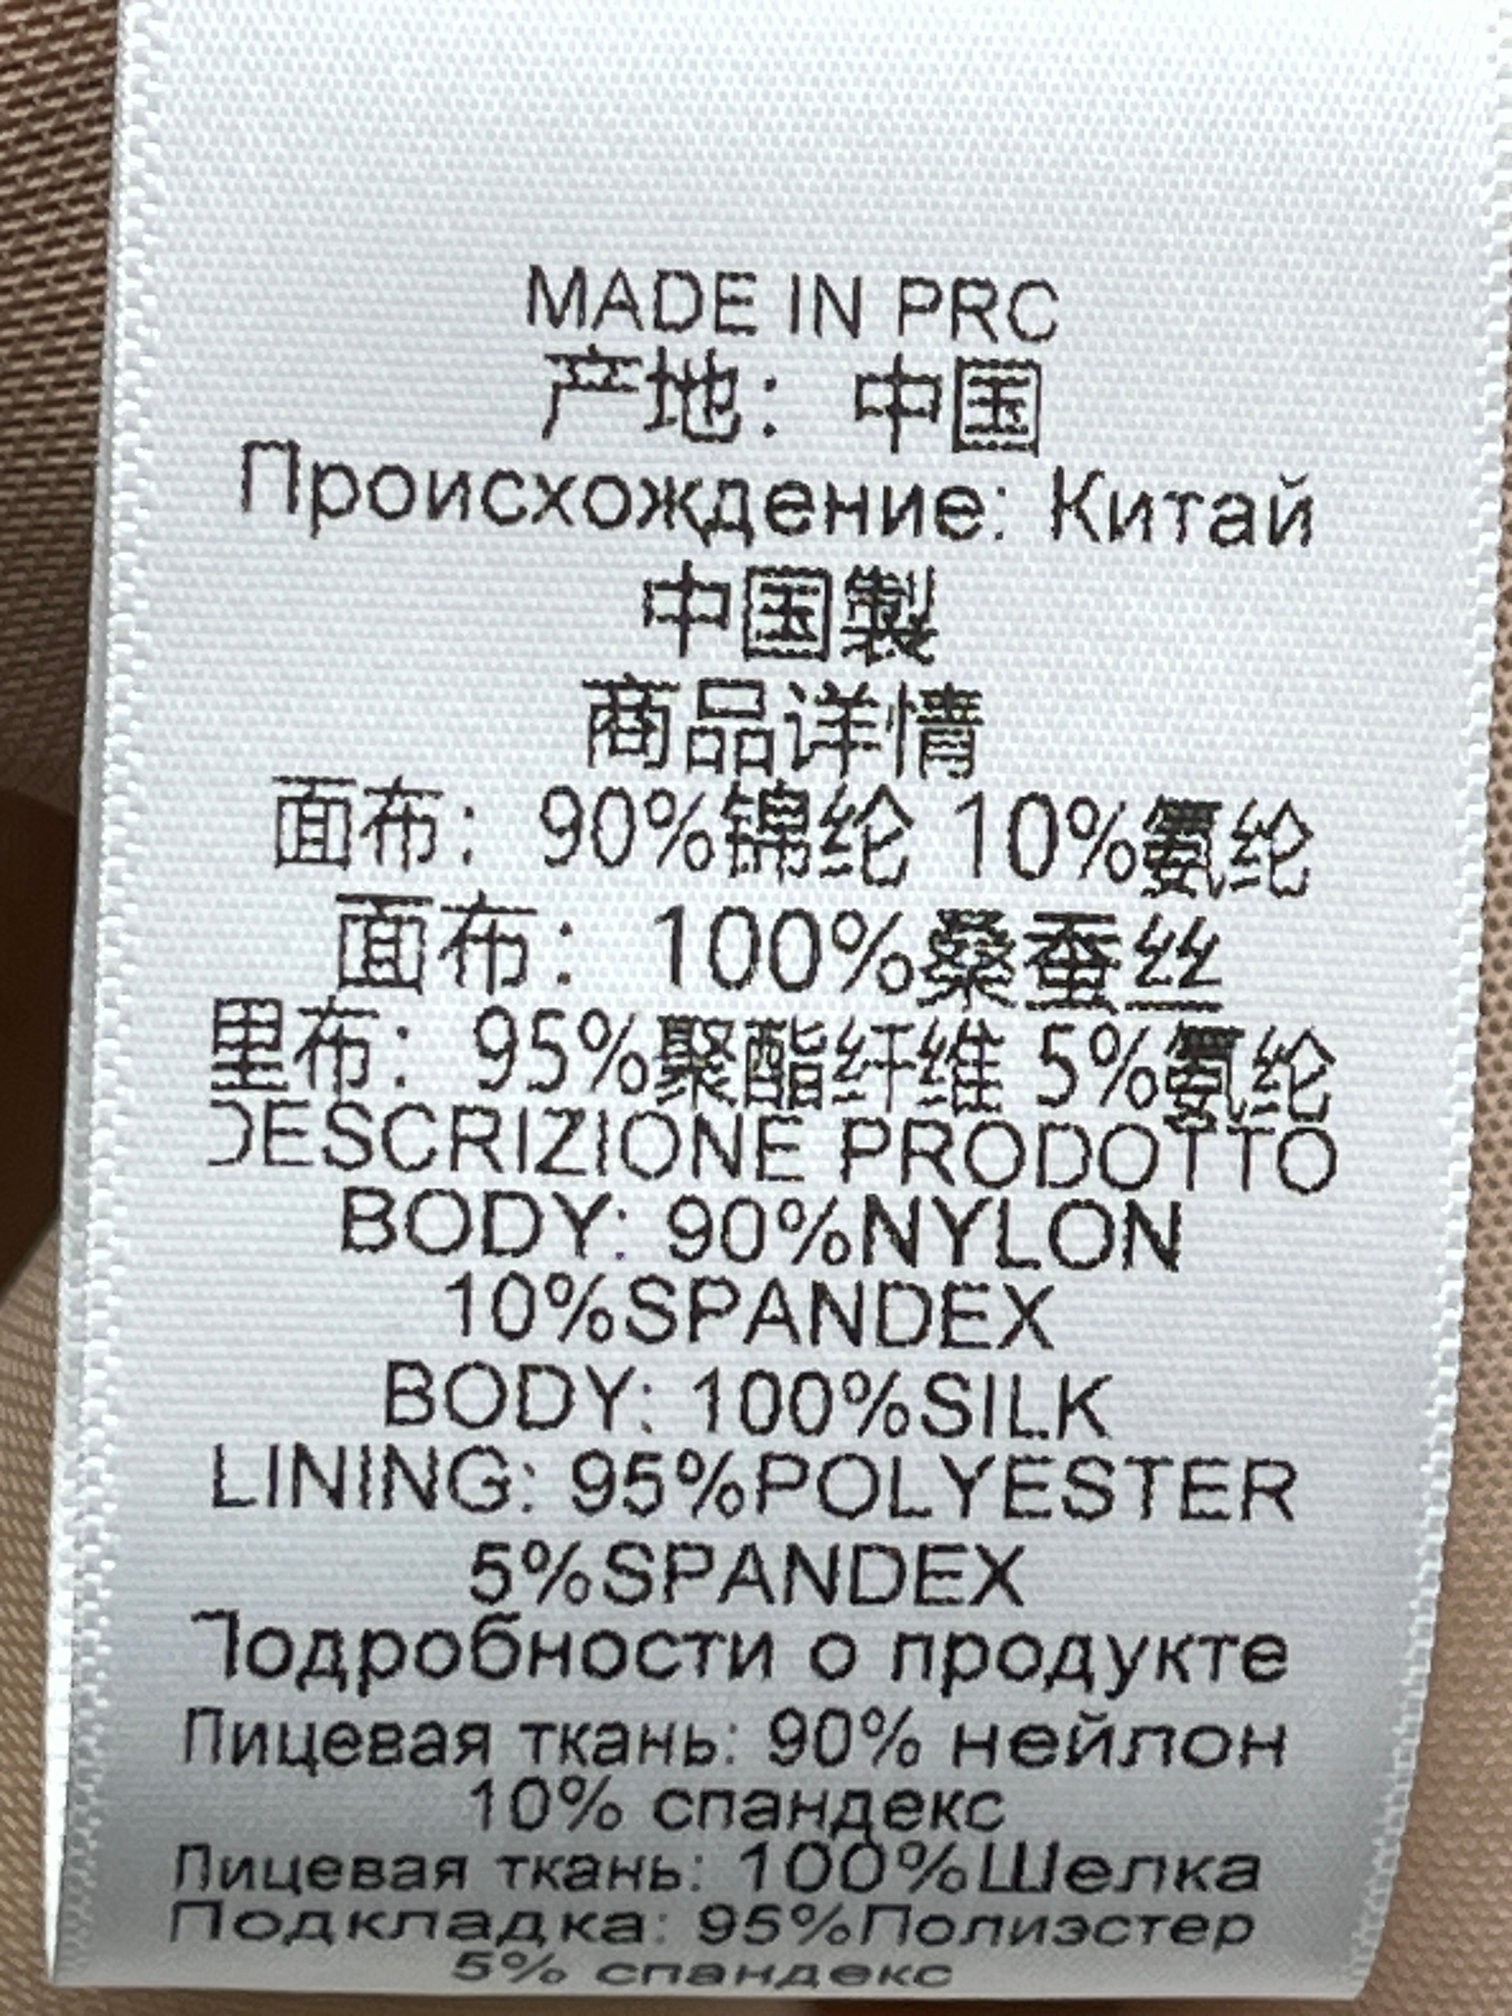 MADE IN PRC
产地：中国
Происхождение: Китай
中国製
商品详情
面布：90%锦纶 10%氨纶
面布：100%桑蚕丝
里布：95%聚酯纤维 5%氨纶
DESCRIZIONE PRODOTTO
BODY: 90%NYLON
10%SPANDEX
BODY: 100%SILK
LINING: 95%POLYESTER
5%SPANDEX
Подробности о продукте
Лицевая ткань: 90% нейлон
10% спандекс
Лицевая ткань: 100%Шелка
Подкладка: 95%Полиэстер
5% спандекс